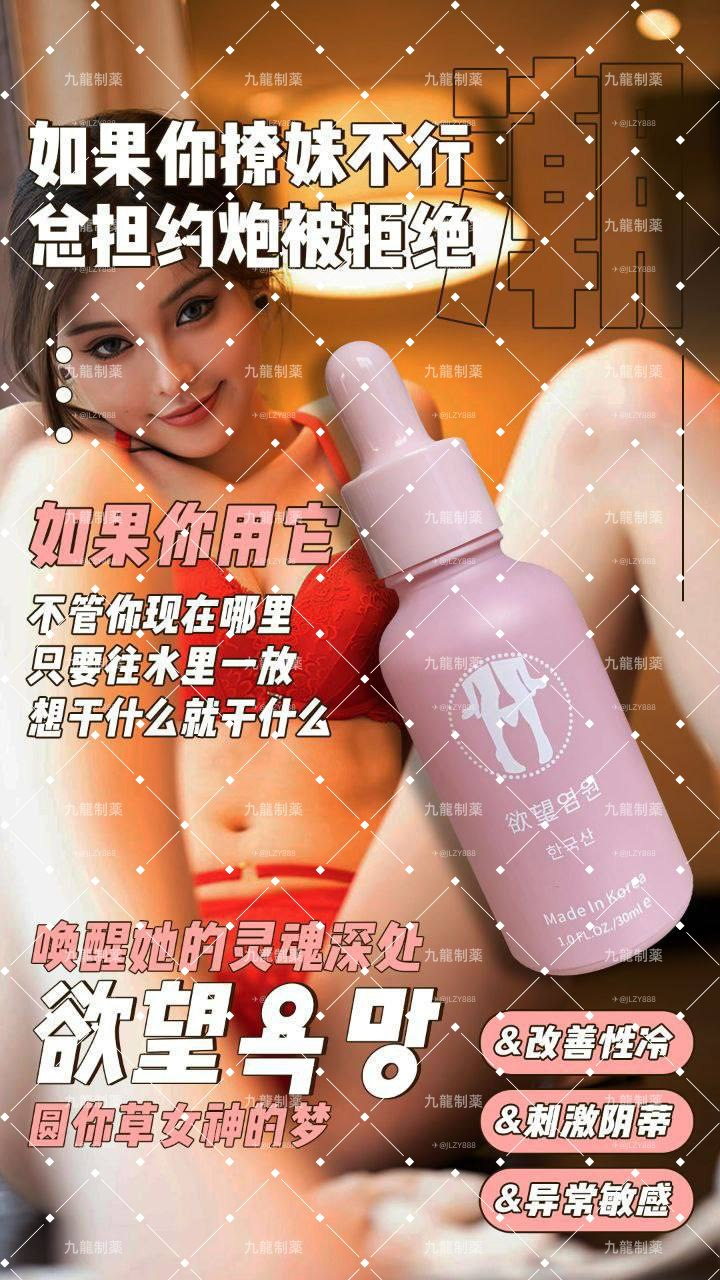 九龍制薬
✈@JLZY888
潮
如果你撩妹不行
总担约炮被拒绝
如果你用它
不管你现在哪里
只要往水里一放
想干什么就干什么
欲望염원
한국산
Made In Korea
1.0 FL.OZ./30ml e
唤醒她的灵魂深处
欲望욕망
圆你草女神的梦
&改善性冷
&刺激阴蒂
&异常敏感